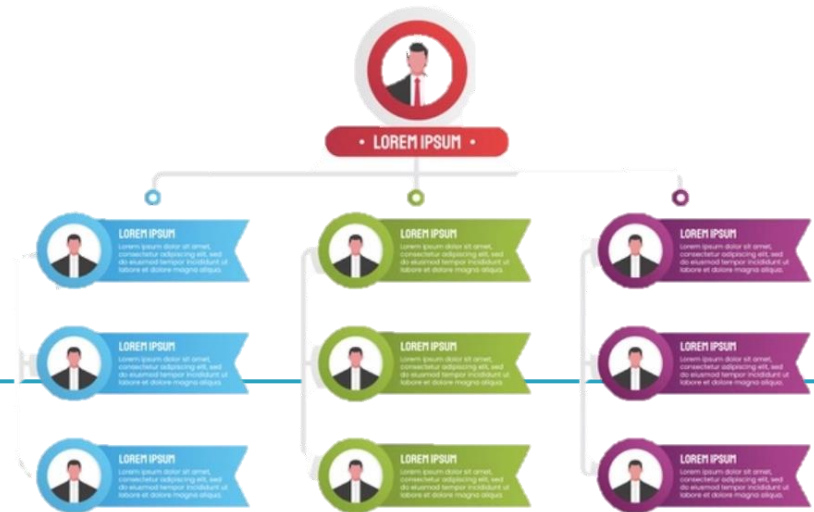 • LOREM IPSUM •
LOREM IPSUM
Lorem ipsum dolor sit amet,
consectetur adipiscing elit, sed
do eiusmod tempor incididunt ut
labore et dolore magna aliqua.
LOREM IPSUM
Lorem ipsum dolor sit amet,
consectetur adipiscing elit, sed
do eiusmod tempor incididunt ut
labore et dolore magna aliqua.
LOREM IPSUM
Lorem ipsum dolor sit amet,
consectetur adipiscing elit, sed
do eiusmod tempor incididunt ut
labore et dolore magna aliqua.
LOREM IPSUM
Lorem ipsum dolor sit amet,
consectetur adipiscing elit, sed
do eiusmod tempor incididunt ut
labore et dolore magna aliqua.
LOREM IPSUM
Lorem ipsum dolor sit amet,
consectetur adipiscing elit, sed
do eiusmod tempor incididunt ut
labore et dolore magna aliqua.
LOREM IPSUM
Lorem ipsum dolor sit amet,
consectetur adipiscing elit, sed
do eiusmod tempor incididunt ut
labore et dolore magna aliqua.
LOREM IPSUM
Lorem ipsum dolor sit amet,
consectetur adipiscing elit, sed
do eiusmod tempor incididunt ut
labore et dolore magna aliqua.
LOREM IPSUM
Lorem ipsum dolor sit amet,
consectetur adipiscing elit, sed
do eiusmod tempor incididunt ut
labore et dolore magna aliqua.
LOREM IPSUM
Lorem ipsum dolor sit amet,
consectetur adipiscing elit, sed
do eiusmod tempor incididunt ut
labore et dolore magna aliqua.